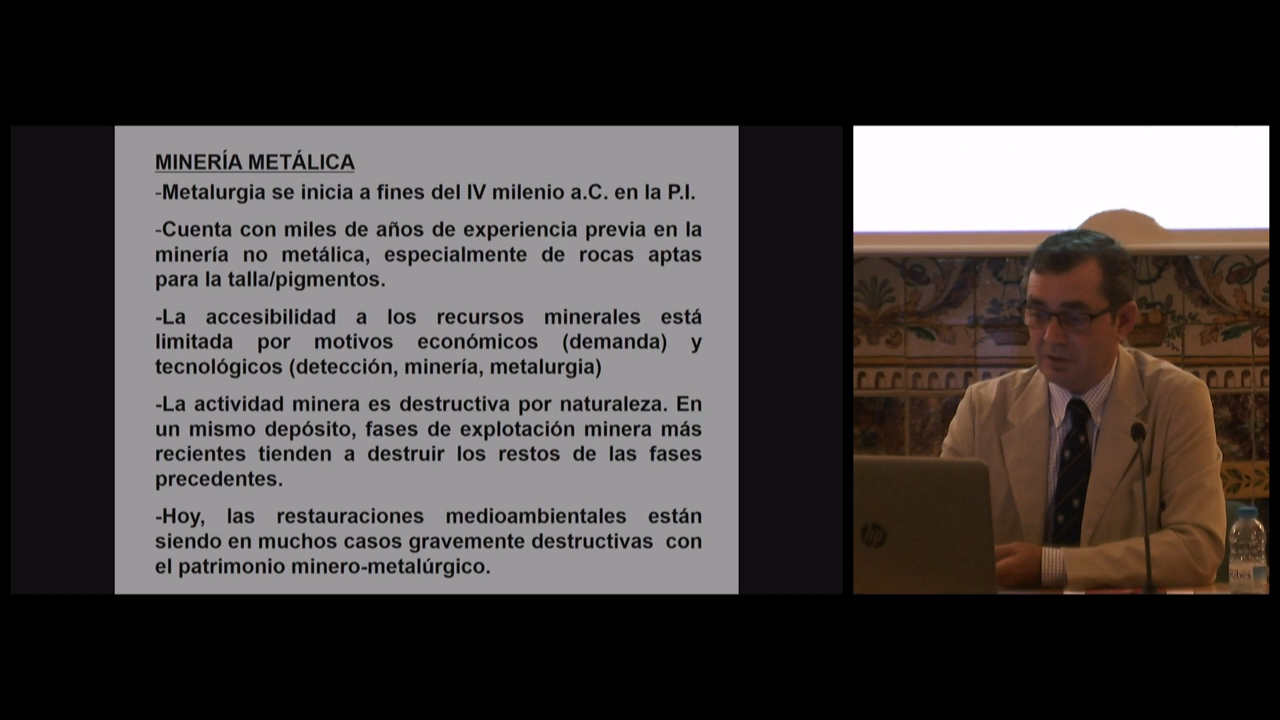 MINERÍA METÁLICA
-Metalurgia se inicia a fines del IV milenio a.C. en la P.I.
-Cuenta con miles de años de experiencia previa en la
minería no metálica, especialmente de rocas aptas
para la talla/pigmentos.
-La accesibilidad a los recursos minerales está
limitada por motivos económicos (demanda) y
tecnológicos (detección, minería, metalurgia)
-La actividad minera es destructiva por naturaleza. En
un mismo depósito, fases de explotación minera más
recientes tienden a destruir los restos de las fases
precedentes.
-Hoy, las restauraciones medioambientales están
siendo en muchos casos gravemente destructivas con
el patrimonio minero-metalúrgico.
hp
Ribes